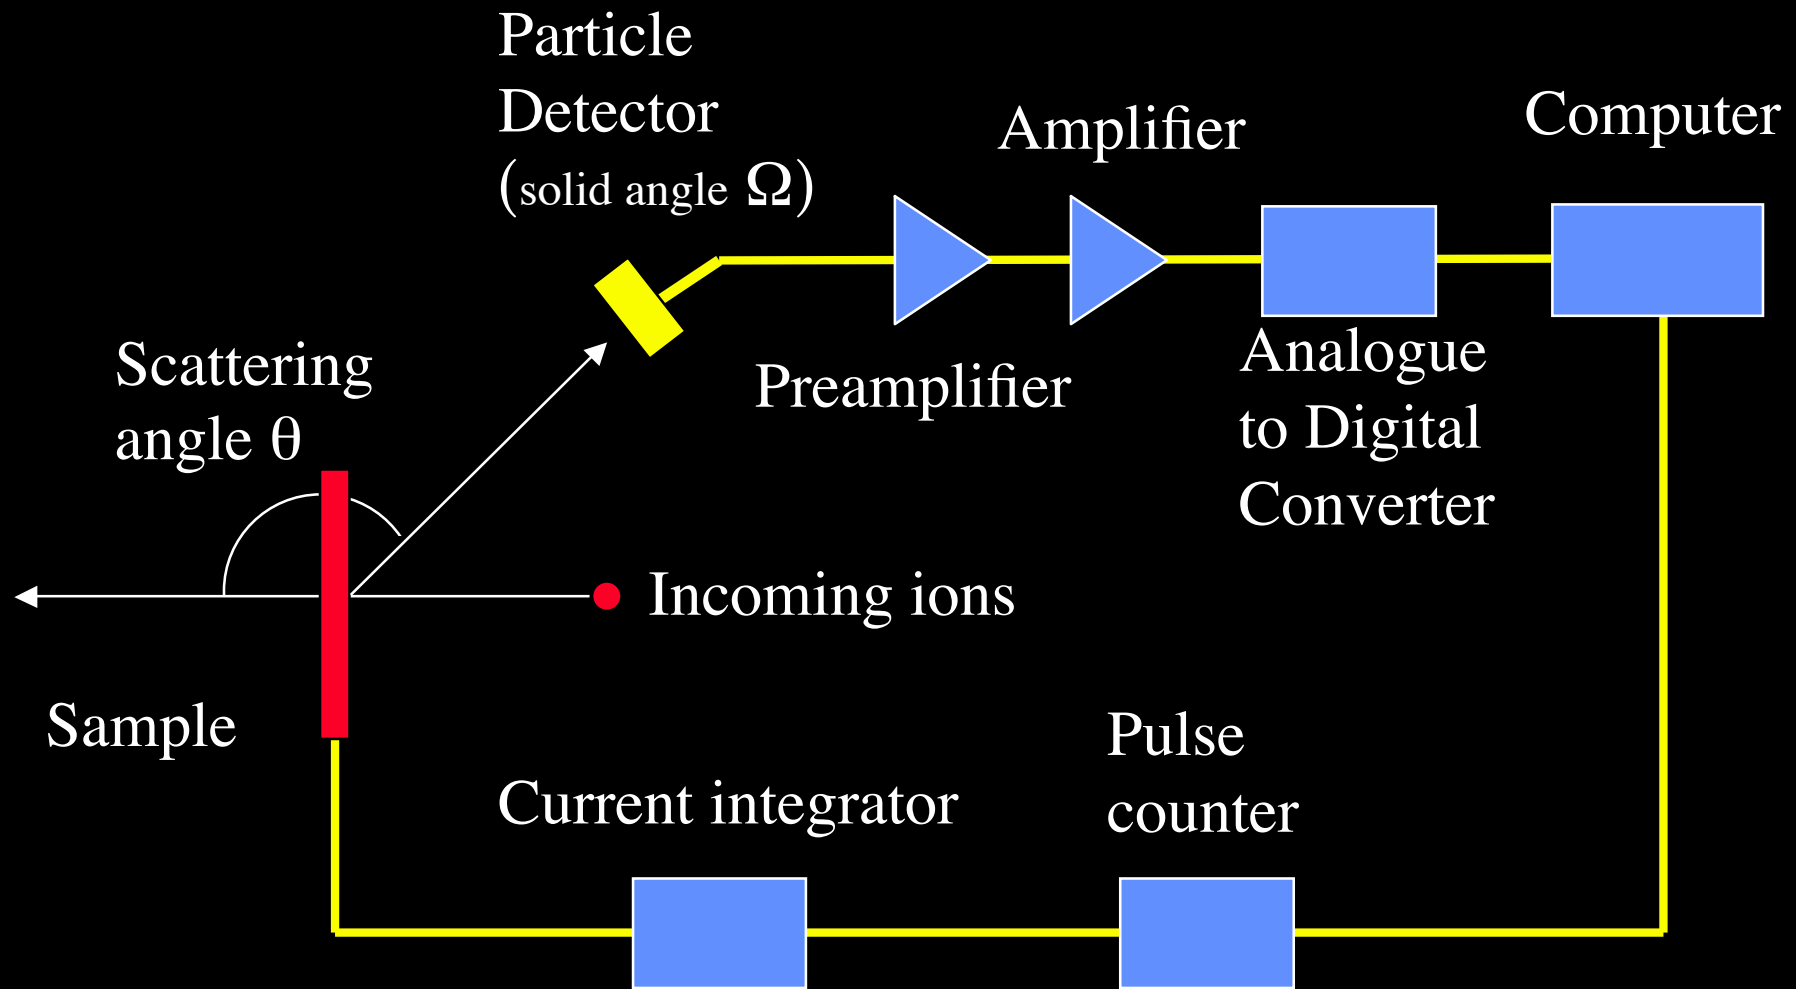 Particle
Detector
(solid angle Ω)
Amplifier
Computer
Scattering
angle θ
Preamplifier
Analogue
to Digital
Converter
Incoming ions
Sample
Current integrator
Pulse
counter